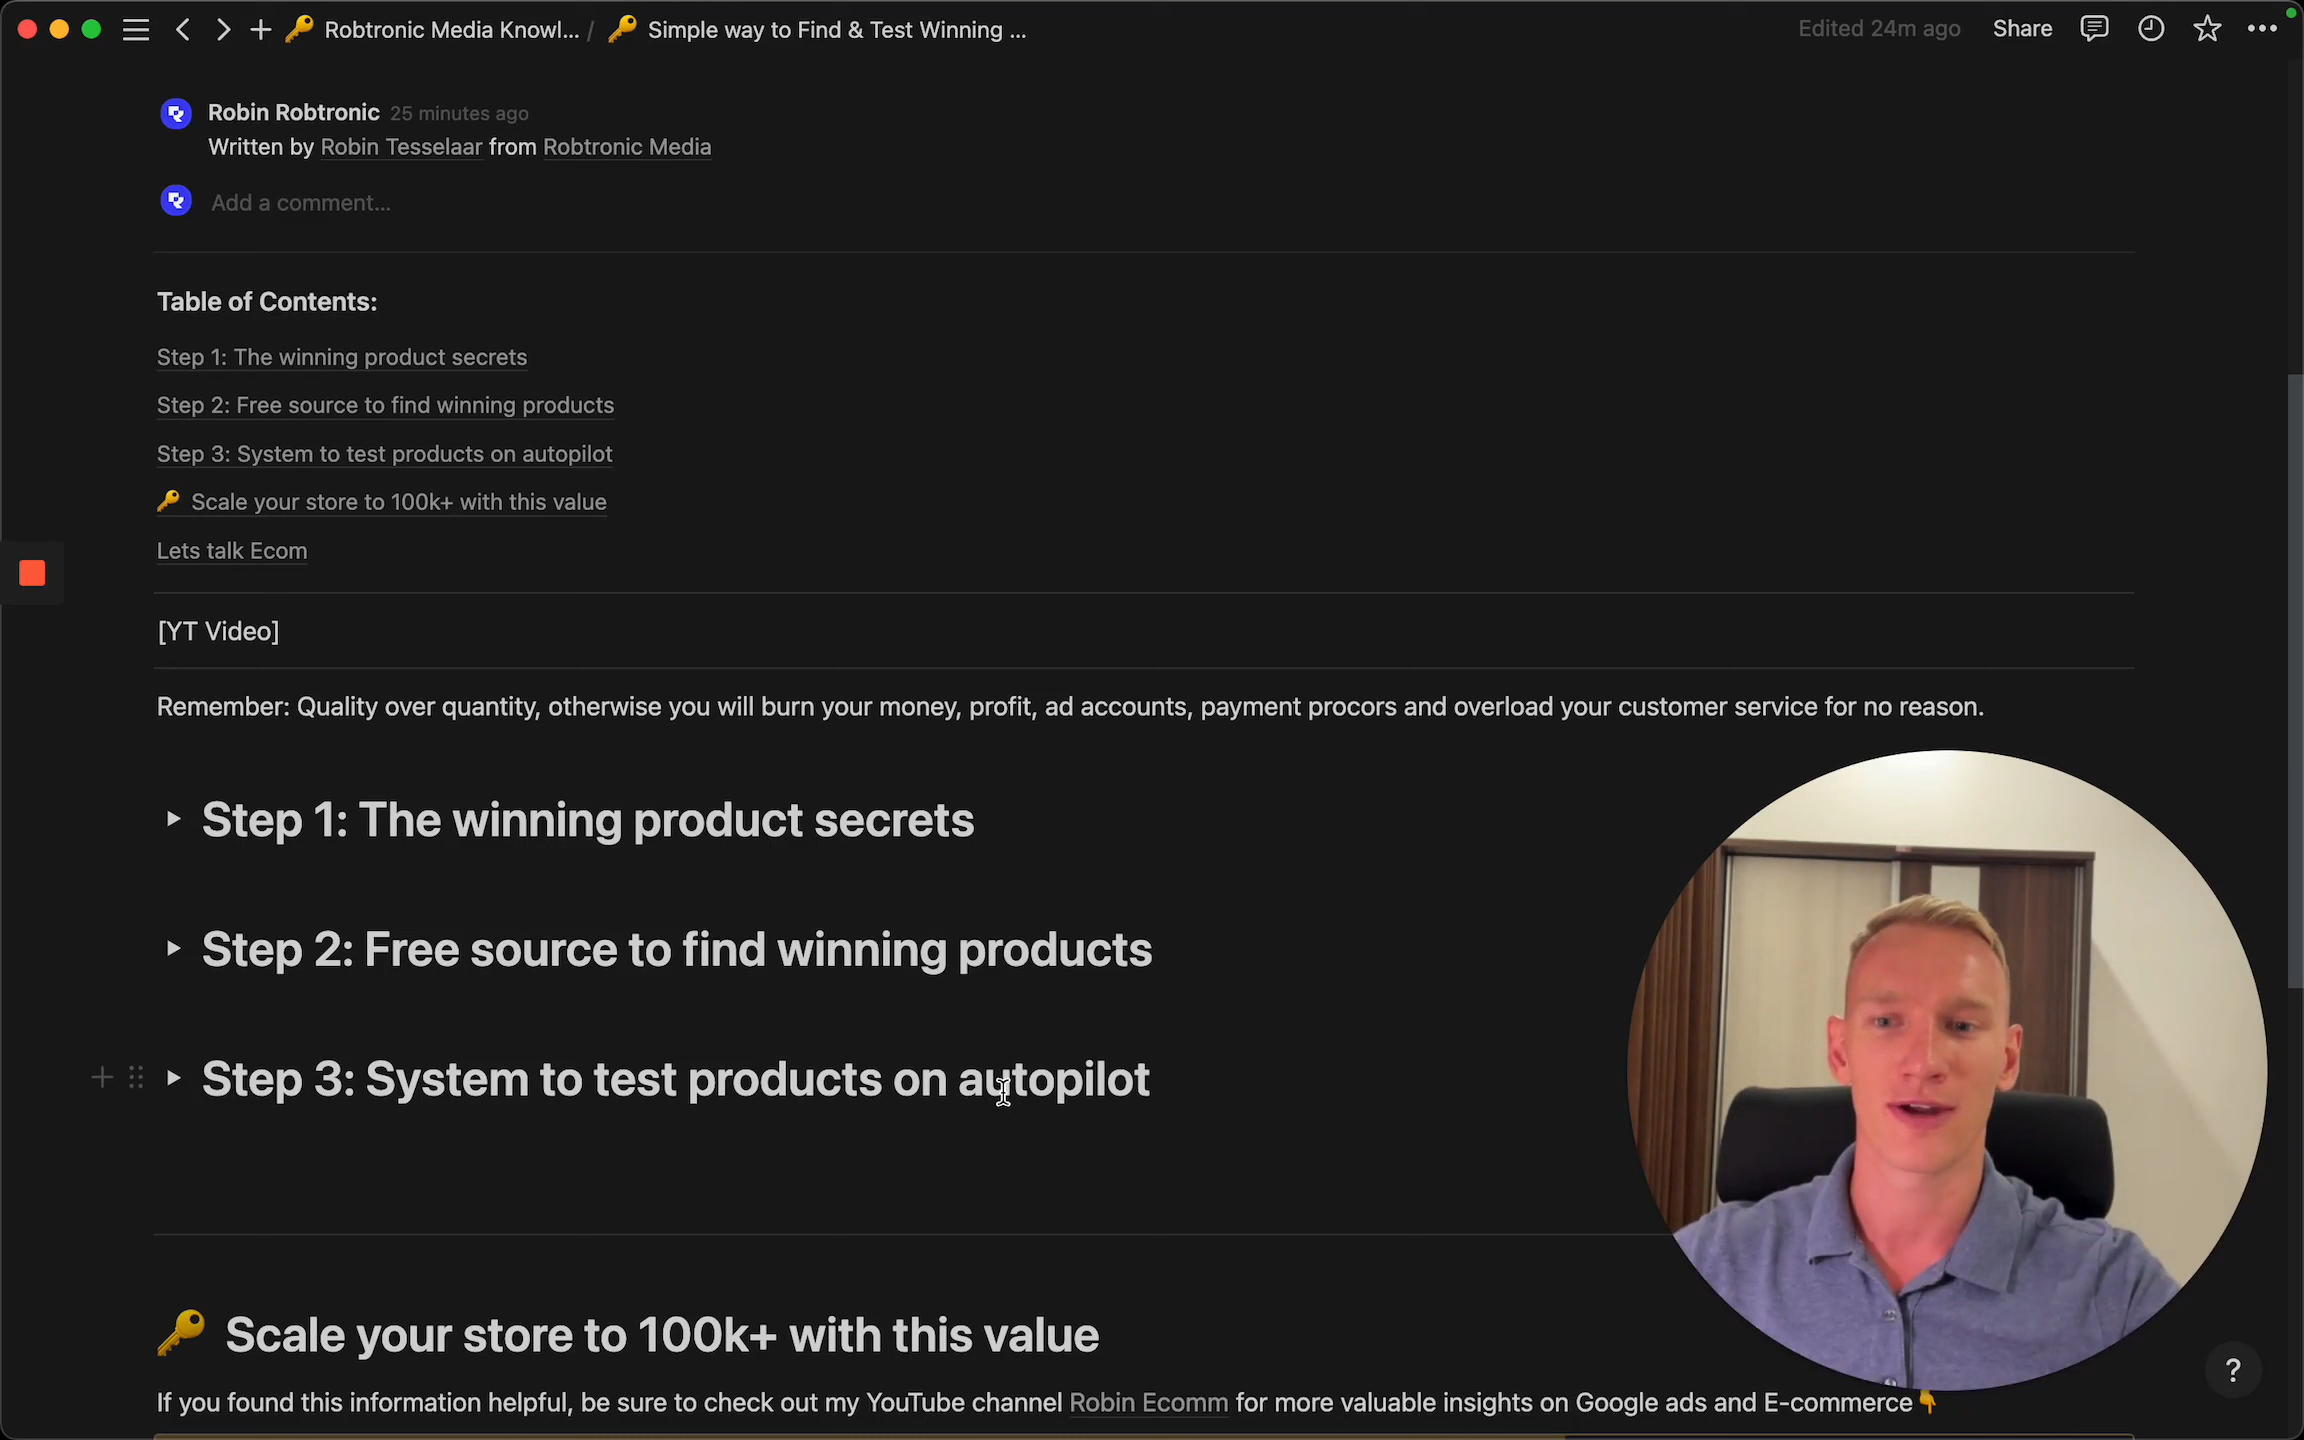 Robtronic Media Knowl... / Simple way to Find & Test Winning ...
Edited 24m ago Share
Robin Robtronic 25 minutes ago
Written by Robin Tesselaar from Robtronic Media
Add a comment...
Table of Contents:
Step 1: The winning product secrets
Step 2: Free source to find winning products
Step 3: System to test products on autopilot
🔑 Scale your store to 100k+ with this value
Lets talk Ecom
[YT Video]
Remember: Quality over quantity, otherwise you will burn your money, profit, ad accounts, payment procors and overload your customer service for no reason.
Step 1: The winning product secrets
Step 2: Free source to find winning products
Step 3: System to test products on autopilot
🔑 Scale your store to 100k+ with this value
If you found this information helpful, be sure to check out my YouTube channel Robin Ecomm for more valuable insights on Google ads and E-commerce👇
?